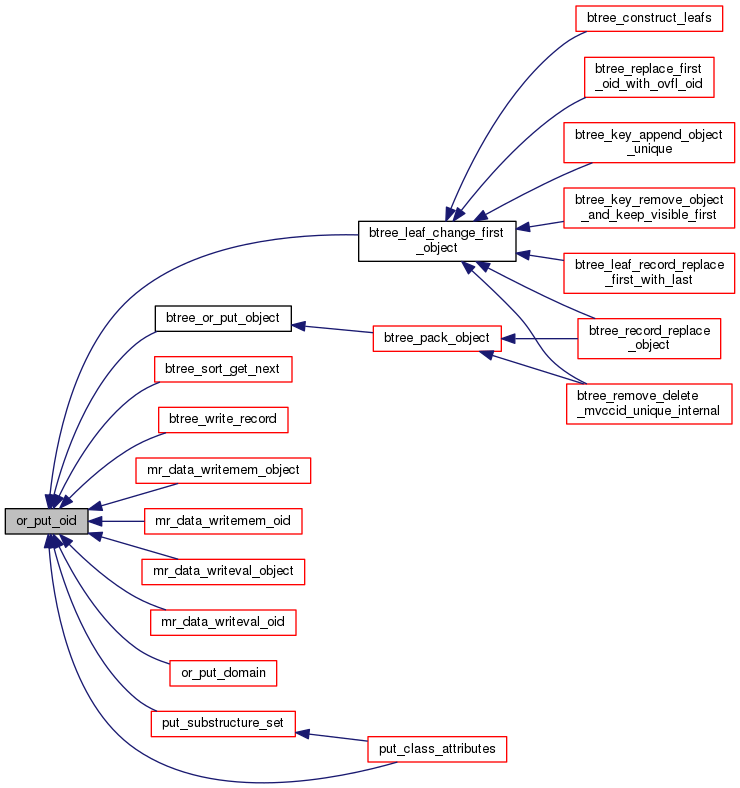 btree_construct_leafs
btree_replace_first
_oid_with_ovfl_oid
btree_key_append_object
_unique
btree_key_remove_object
_and_keep_visible_first
btree_leaf_change_first
_object
btree_leaf_record_replace
_first_with_last
btree_or_put_object
btree_record_replace
_object
btree_pack_object
btree_sort_get_next
btree_remove_delete
_mvccid_unique_internal
btree_write_record
mr_data_writemem_object
or_put_oid
mr_data_writemem_oid
mr_data_writeval_object
mr_data_writeval_oid
or_put_domain
put_substructure_set
put_class_attributes